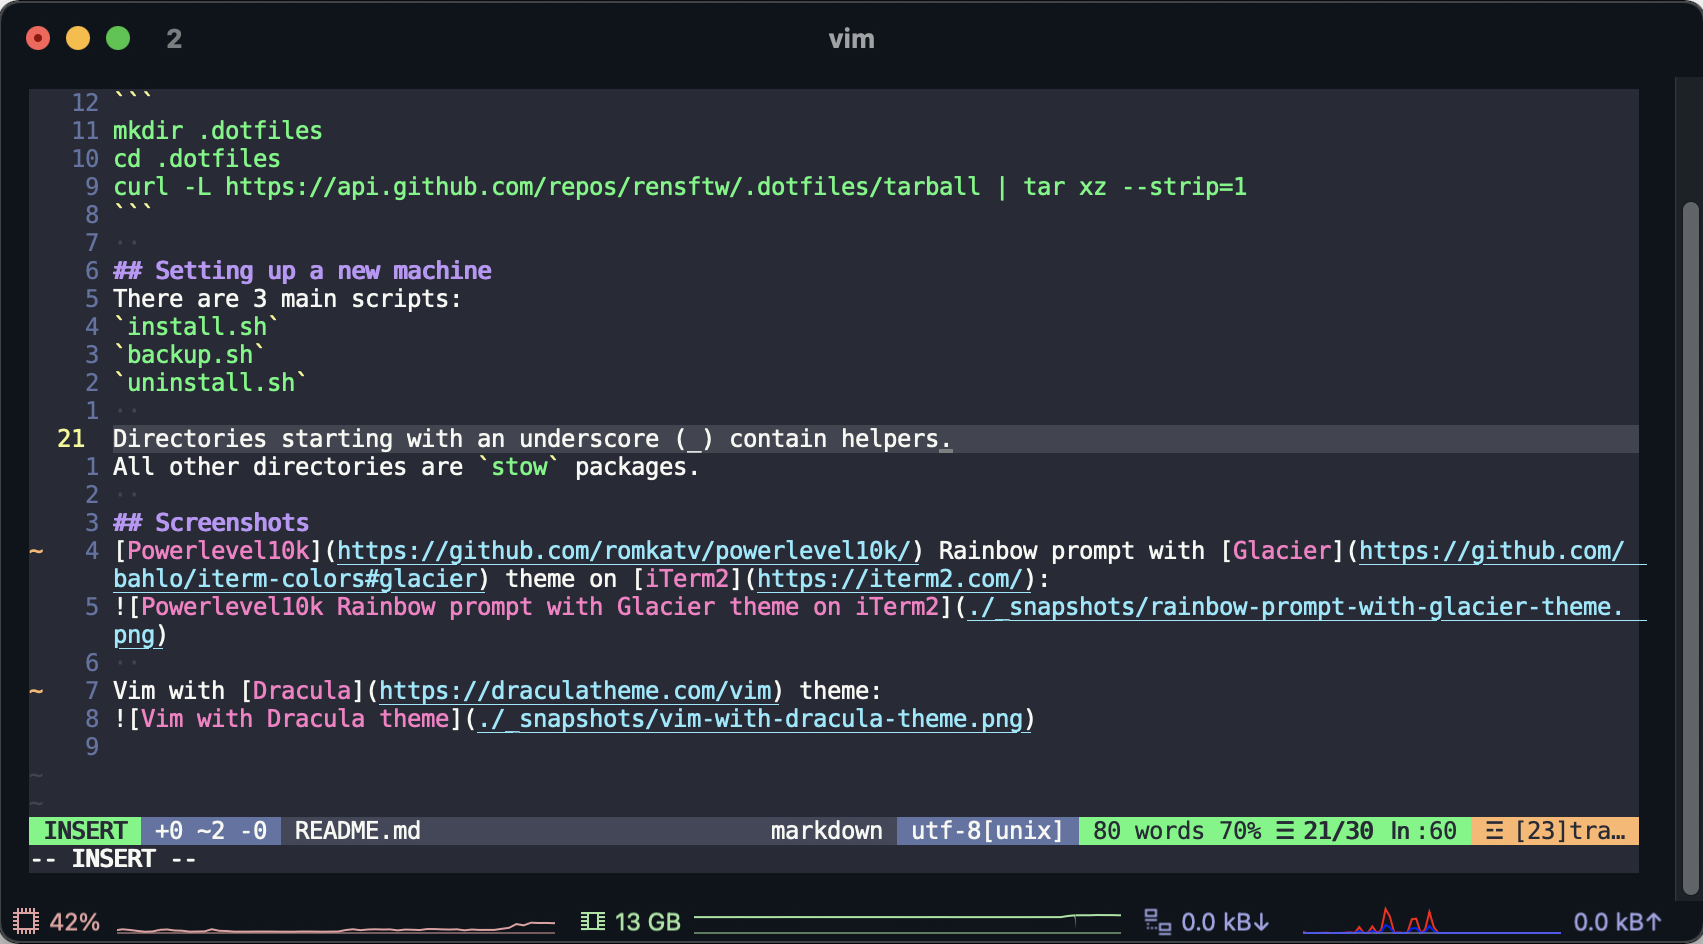 2 vim
12 ```
11 mkdir .dotfiles
10 cd .dotfiles
9 curl -L https://api.github.com/repos/rensftw/.dotfiles/tarball | tar xz --strip=1
8 ```
7 ··
6 ## Setting up a new machine
5 There are 3 main scripts:
4 `install.sh`
3 `backup.sh`
2 `uninstall.sh`
1 ··
21 Directories starting with an underscore (_) contain helpers.
1 All other directories are `stow` packages.
2 ··
3 ## Screenshots
~ 4 [Powerlevel10k](https://github.com/romkatv/powerlevel10k/) Rainbow prompt with [Glacier](https://github.com/
bahlo/iterm-colors#glacier) theme on [iTerm2](https://iterm2.com/):
5 ![Powerlevel10k Rainbow prompt with Glacier theme on iTerm2](./_snapshots/rainbow-prompt-with-glacier-theme.
png)
6 ··
~ 7 Vim with [Dracula](https://draculatheme.com/vim) theme:
8 ![Vim with Dracula theme](./_snapshots/vim-with-dracula-theme.png)
9
~
~
INSERT +0 ~2 -0 README.md markdown utf-8[unix] 80 words 70% ☰ 21/30 ln:60 ☲ [23]tra…
-- INSERT --
42% 13 GB 0.0 kB↓ 0.0 kB↑